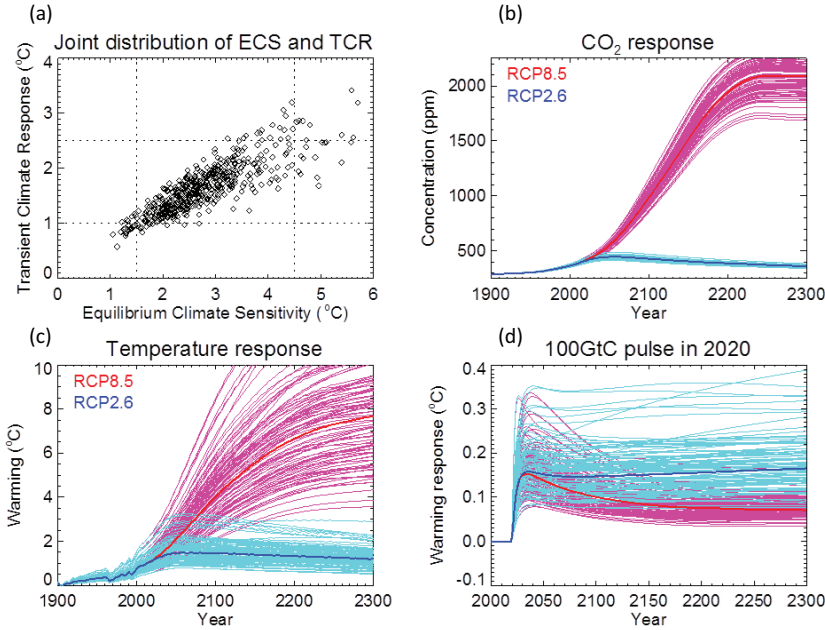 (a)
Joint distribution of ECS and TCR
Transient Climate Response (°C)
4
3
2
1
0
0 1 2 3 4 5 6
Equilibrium Climate Sensitivity (°C)
(b)
CO₂ response
RCP8.5
RCP2.6
Concentration (ppm)
2000
1500
1000
500
1900 2000 2100 2200 2300
Year
(c)
Temperature response
RCP8.5
RCP2.6
Warming (°C)
10
8
6
4
2
0
1900 2000 2100 2200 2300
Year
(d)
100GtC pulse in 2020
Warming response (°C)
0.4
0.3
0.2
0.1
0.0
-0.1
2000 2050 2100 2150 2200 2250 2300
Year